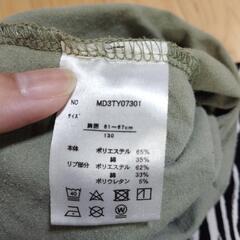 NO MD3TY07301
サイズ
胸囲 61~67cm
130
本体 ポリエステル 65%
綿 35%
リブ部分 ポリエステル 62%
綿 33%
ポリウレタン 5%